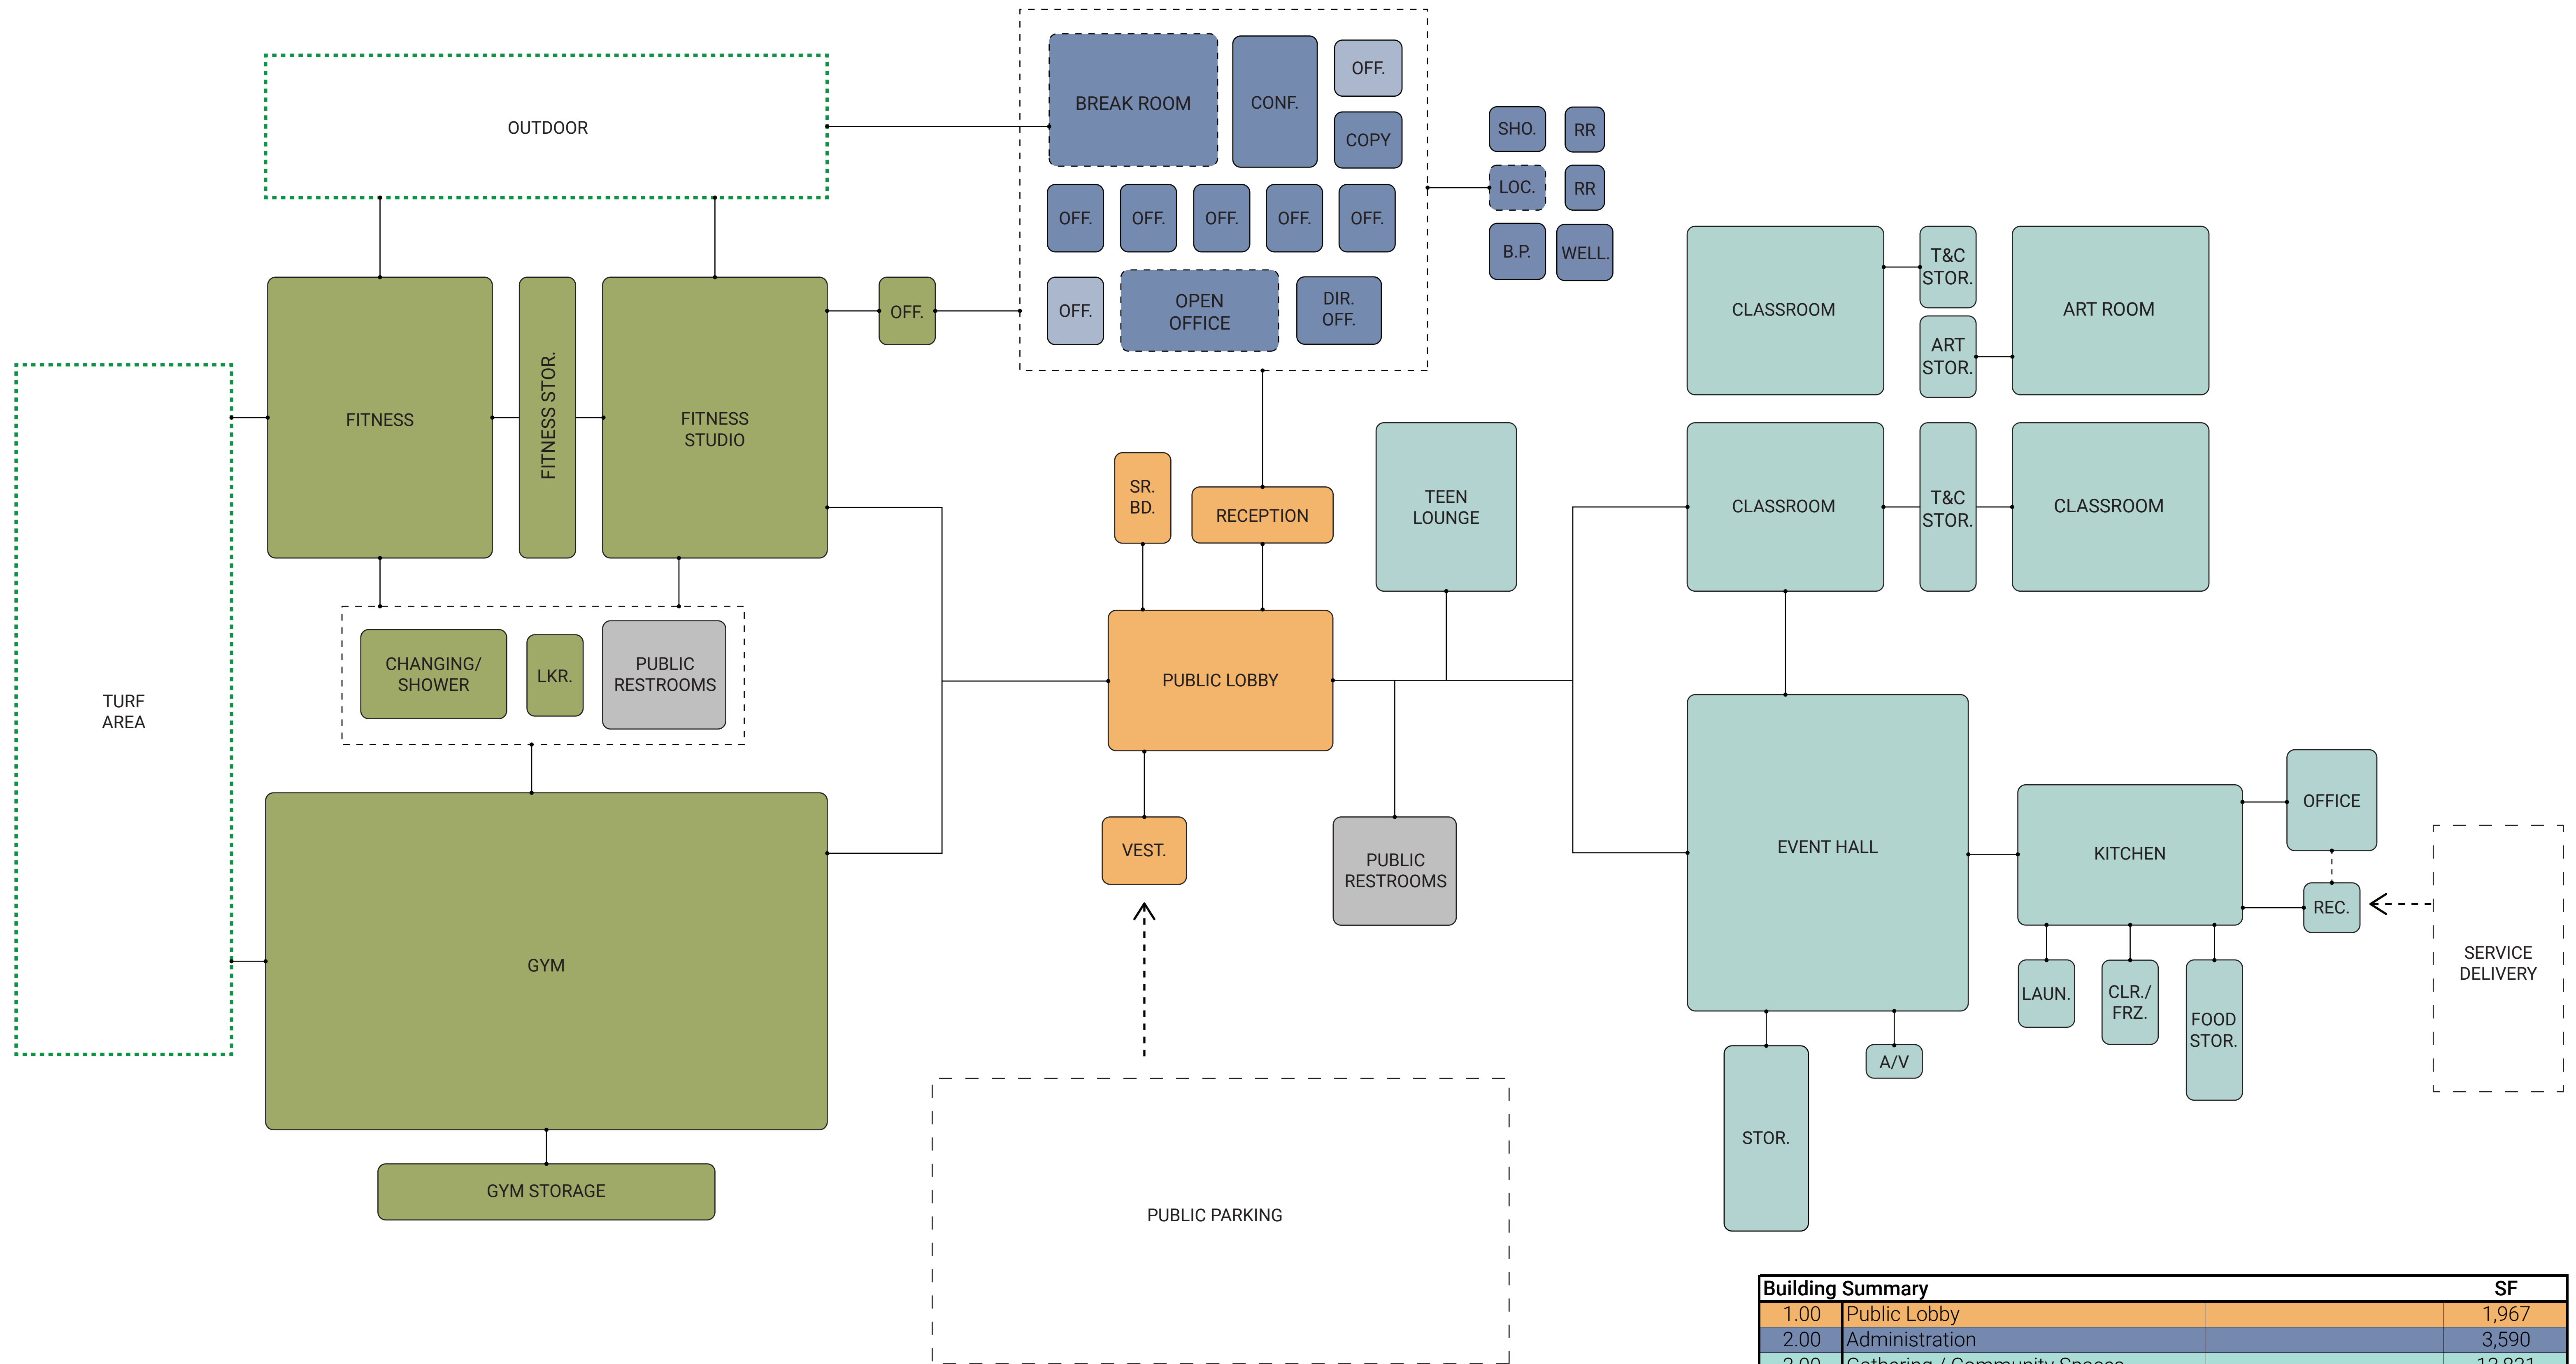 OUTDOOR
BREAK ROOM
CONF.
OFF.
COPY
OFF.
OFF.
OFF.
OFF.
OFF.
OFF.
OPEN
OFFICE
DIR.
OFF.
SHO.
RR
LOC.
RR
B.P.
WELL.
OFF.
TURF
AREA
FITNESS
FITNESS STOR.
FITNESS
STUDIO
CHANGING/
SHOWER
LKR.
PUBLIC
RESTROOMS
GYM
GYM STORAGE
SR.
BD.
RECEPTION
PUBLIC LOBBY
VEST.
PUBLIC PARKING
TEEN
LOUNGE
PUBLIC
RESTROOMS
CLASSROOM
T&C
STOR.
ART
STOR.
ART ROOM
CLASSROOM
T&C
STOR.
CLASSROOM
EVENT HALL
STOR.
A/V
KITCHEN
OFFICE
REC.
LAUN.
CLR./
FRZ.
FOOD
STOR.
SERVICE
DELIVERY
Building Summary SF
1.00 Public Lobby 1,967
2.00 Administration 3,590
Gathering / Community Spaces